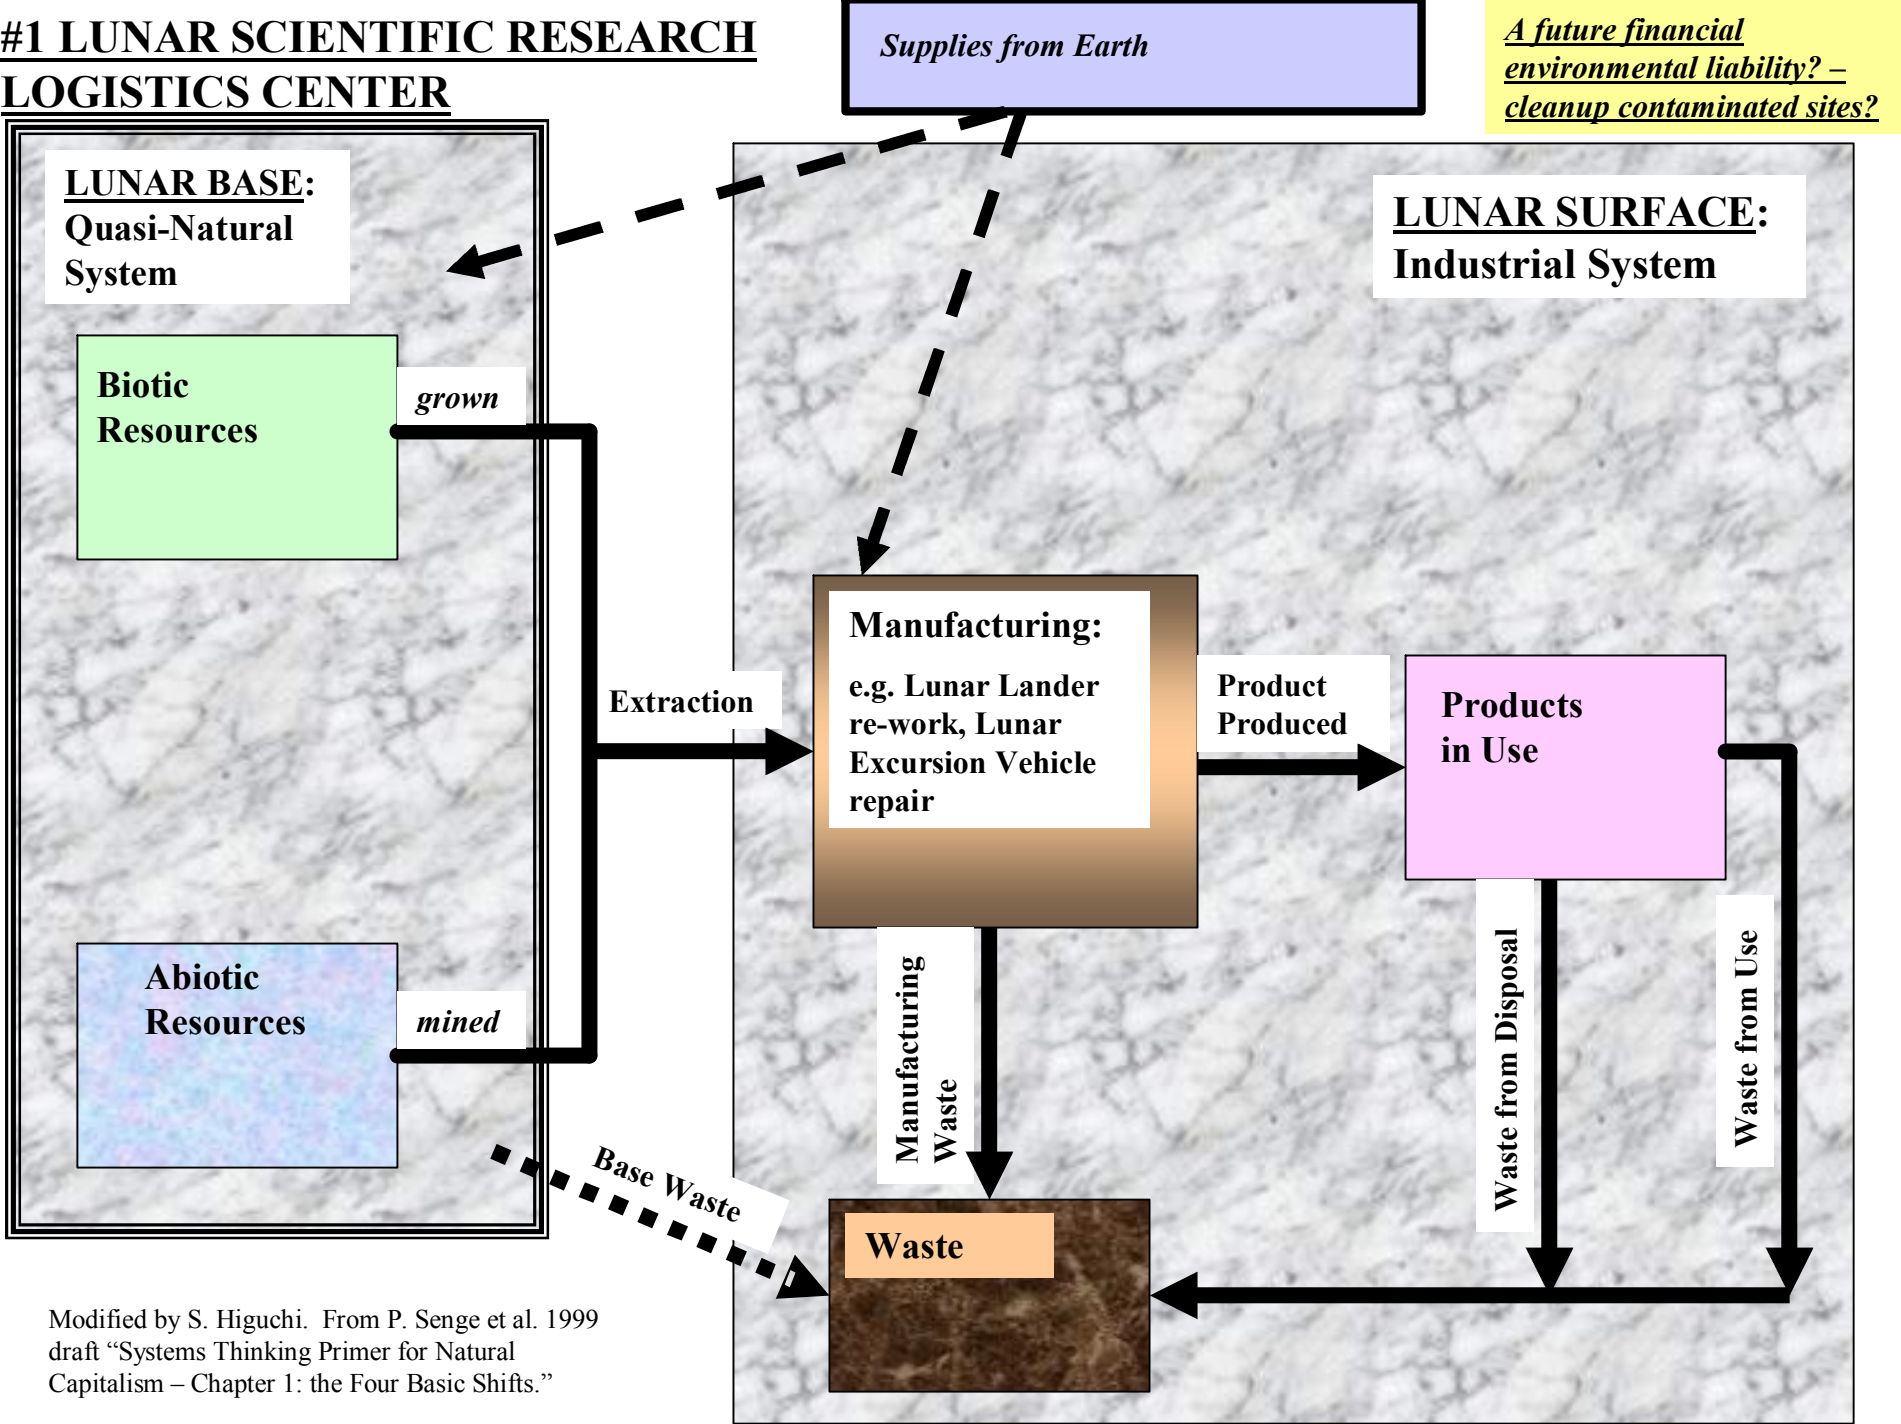 #1 LUNAR SCIENTIFIC RESEARCH
LOGISTICS CENTER
Supplies from Earth
A future financial
environmental liability? –
cleanup contaminated sites?
LUNAR BASE:
Quasi-Natural
System
LUNAR SURFACE:
Industrial System
Biotic
Resources
grown
Extraction
Manufacturing:
e.g. Lunar Lander
re-work, Lunar
Excursion Vehicle
repair
Product
Produced
Products
in Use
Abiotic
Resources
mined
Manufacturing
Waste
Waste from Disposal
Waste from Use
Base Waste
Waste
Modified by S. Higuchi.  From P. Senge et al. 1999
draft “Systems Thinking Primer for Natural
Capitalism – Chapter 1: the Four Basic Shifts.”